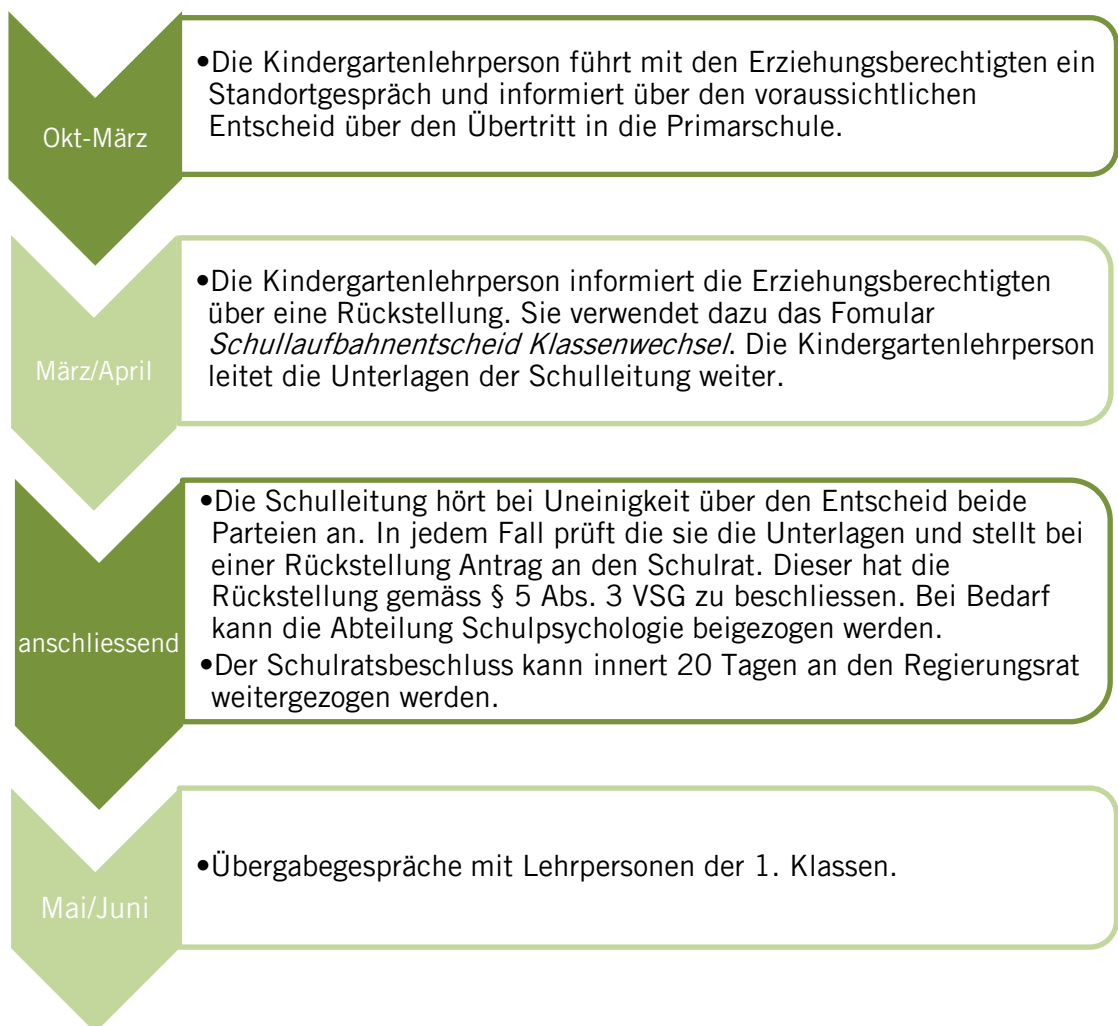 Okt-März
•Die Kindergartenlehrperson führt mit den Erziehungsberechtigten ein
Standortgespräch und informiert über den voraussichtlichen
Entscheid über den Übertritt in die Primarschule.
März/April
•Die Kindergartenlehrperson informiert die Erziehungsberechtigten
über eine Rückstellung. Sie verwendet dazu das Fomular
Schullaufbahnentscheid Klassenwechsel. Die Kindergartenlehrperson
leitet die Unterlagen der Schulleitung weiter.
anschliessend
•Die Schulleitung hört bei Uneinigkeit über den Entscheid beide
Parteien an. In jedem Fall prüft die sie die Unterlagen und stellt bei
einer Rückstellung Antrag an den Schulrat. Dieser hat die
Rückstellung gemäss § 5 Abs. 3 VSG zu beschliessen. Bei Bedarf
kann die Abteilung Schulpsychologie beigezogen werden.
•Der Schulratsbeschluss kann innert 20 Tagen an den Regierungsrat
weitergezogen werden.
Mai/Juni
•Übergabegespräche mit Lehrpersonen der 1. Klassen.